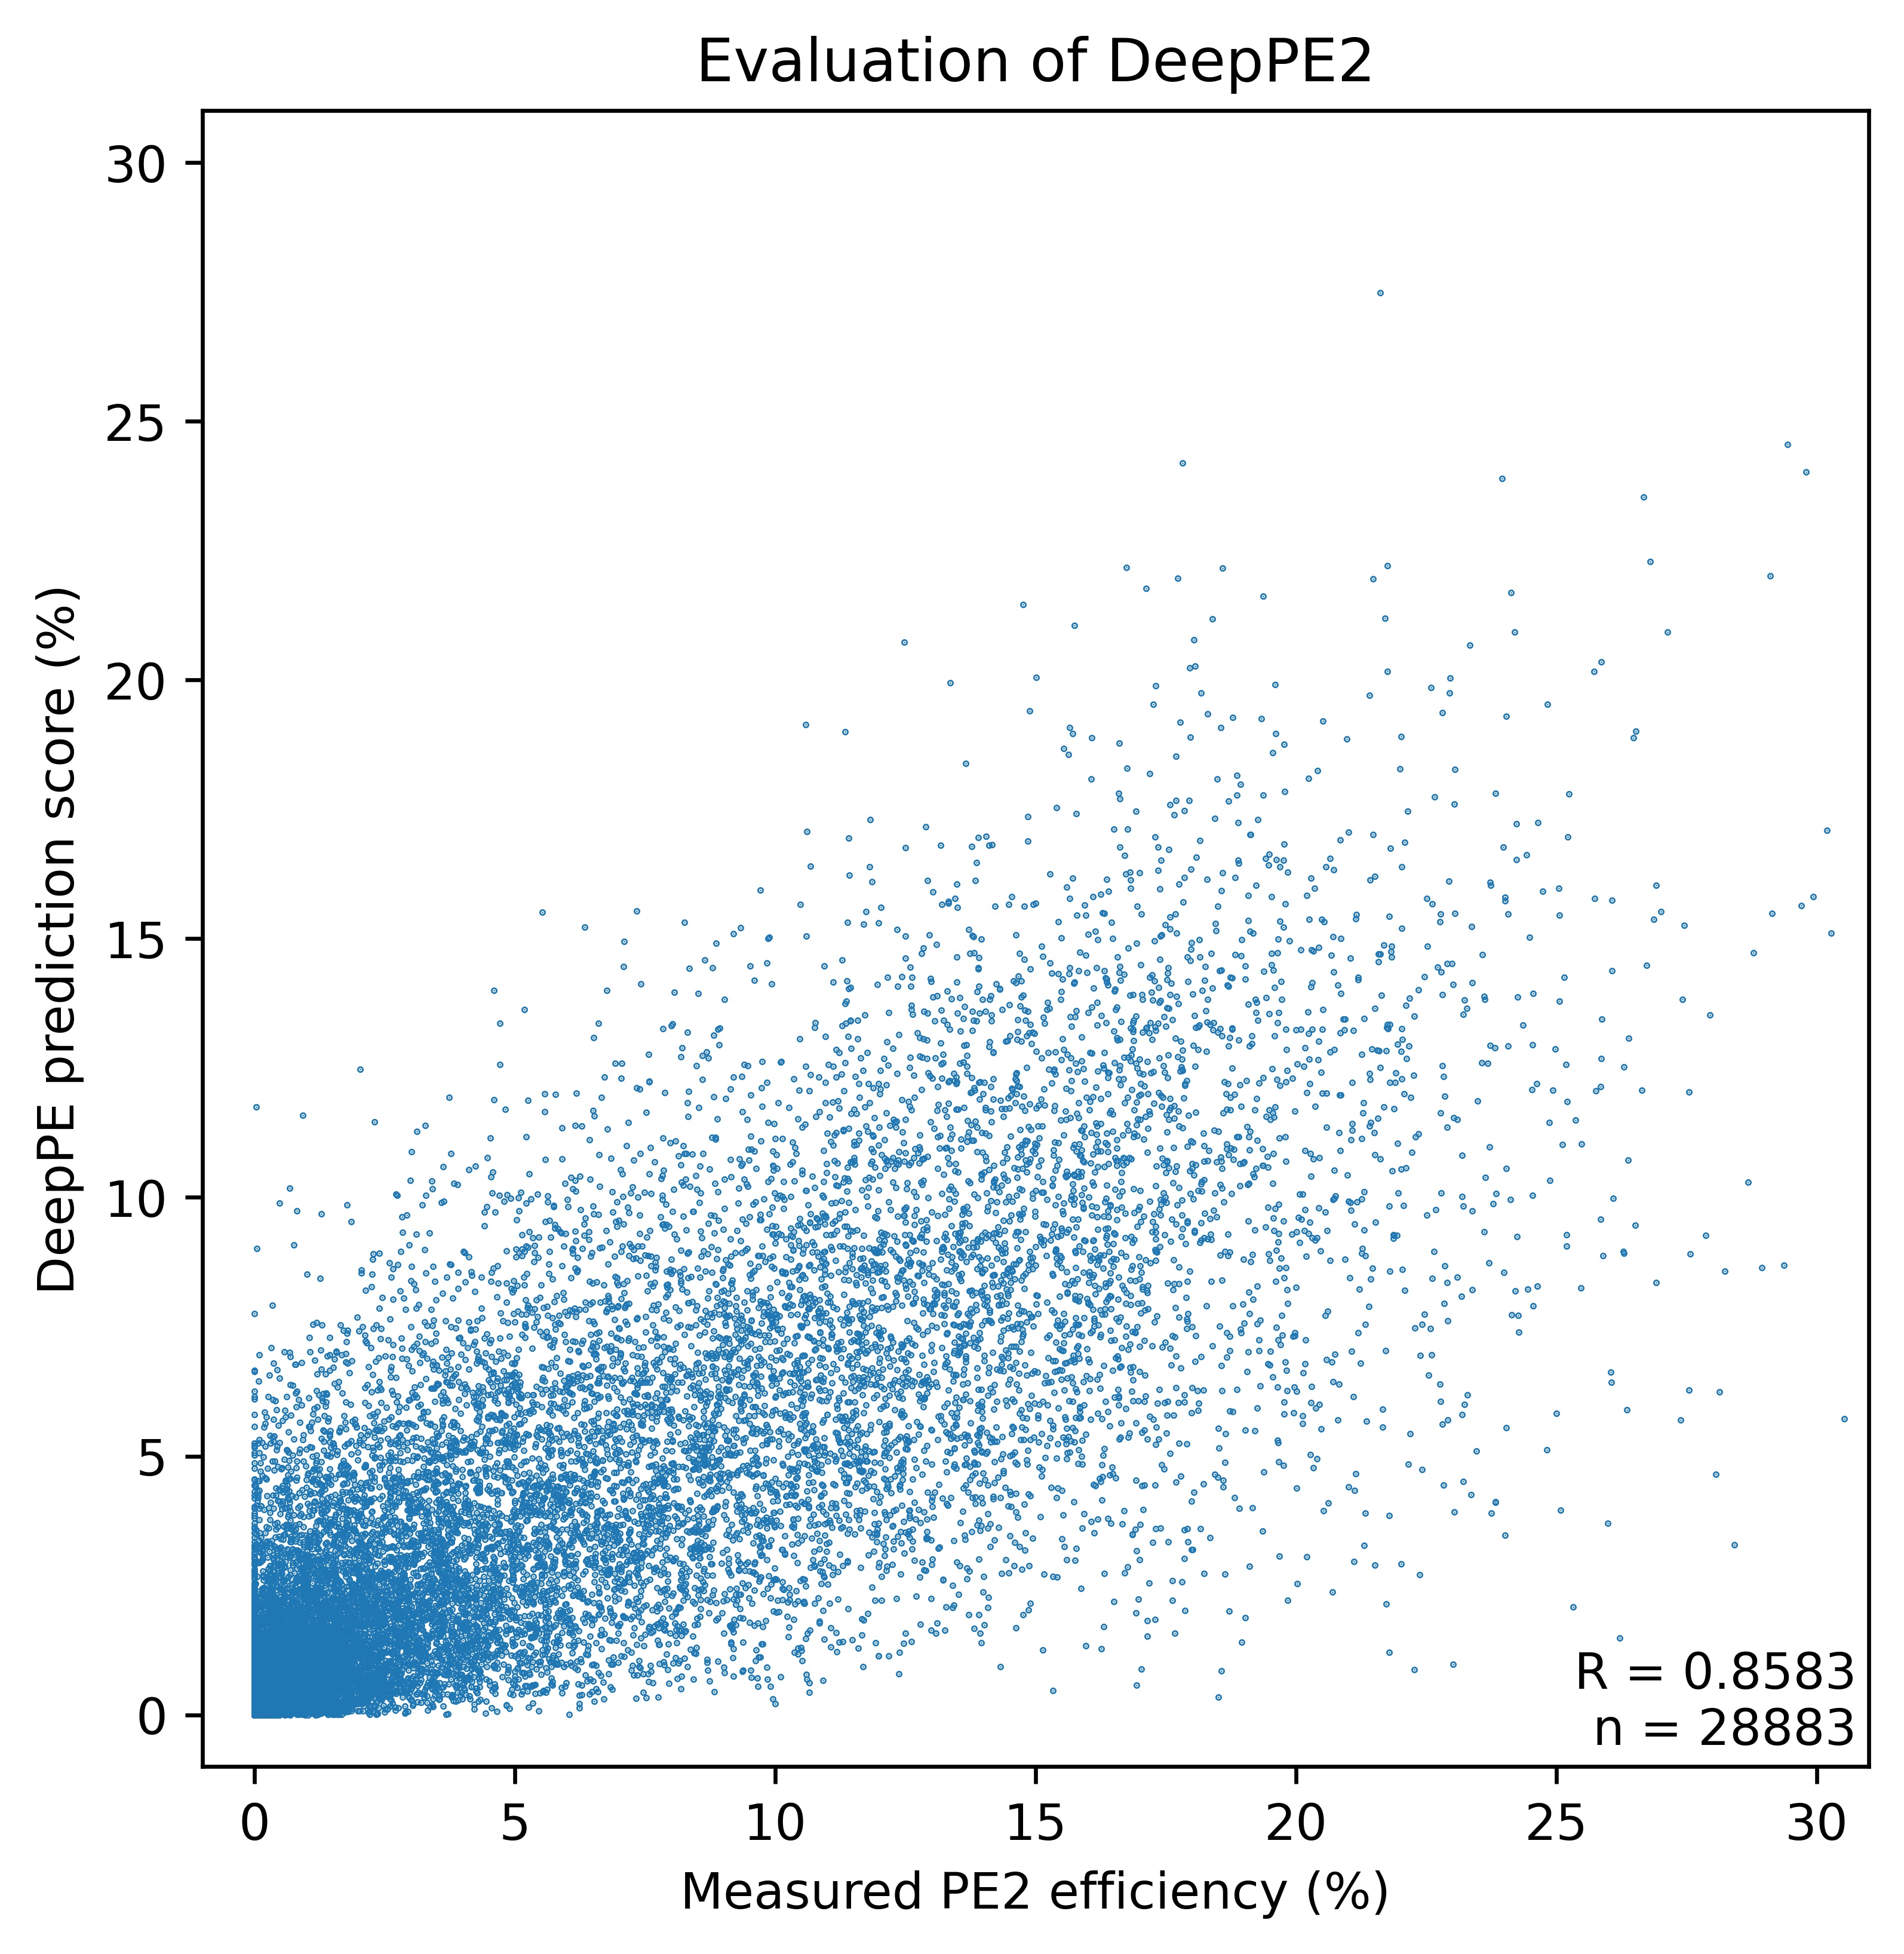 Evaluation of DeepPE2
DeepPE prediction score (%)
30
25
20
15
10
5
0
R = 0.8583
n = 28883
0 5 10 15 20 25 30
Measured PE2 efficiency (%)